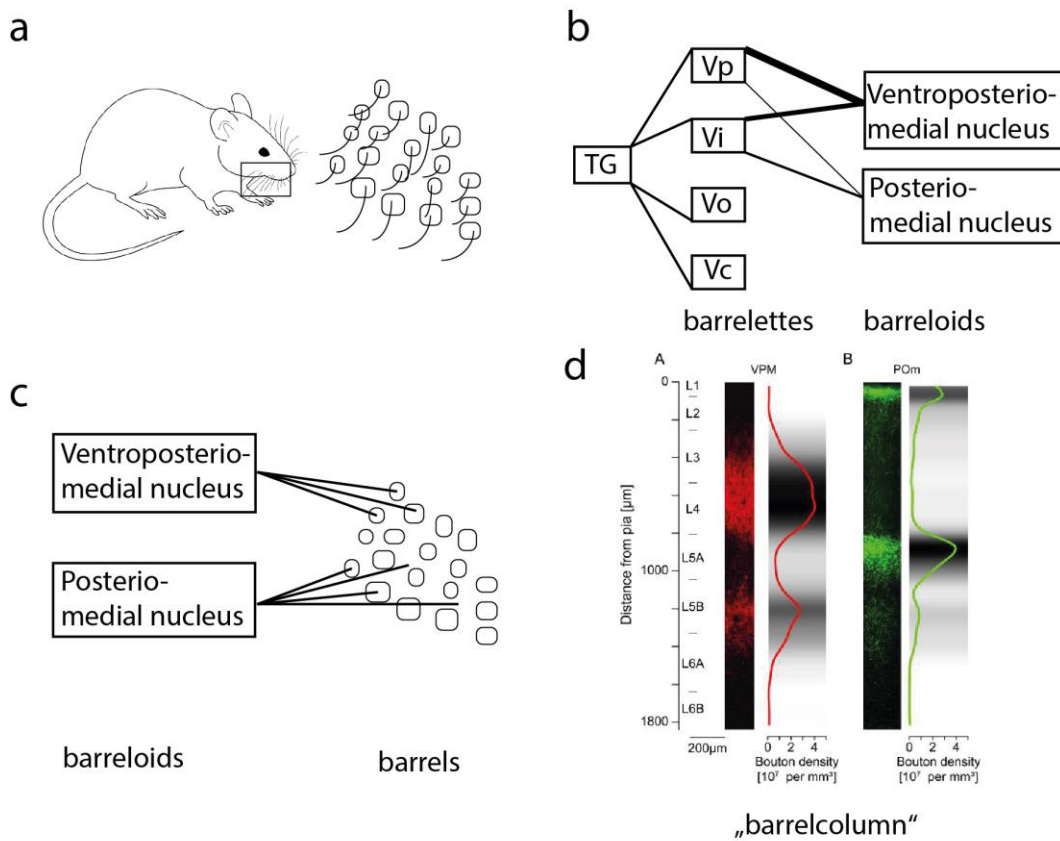 a
b
TG
Vp
Vi
Vo
Vc
Ventroposterio-
medial nucleus
Posterio-
medial nucleus
barrelettes
barreloids
c
Ventroposterio-
medial nucleus
Posterio-
medial nucleus
barreloids
barrels
d
A
VPM
B
POm
Distance from pia [μm]
0
1000
1800
L1
L2
L3
L4
L5A
L5B
L6A
L6B
200μm
0 2 4
Bouton density
[10⁷ per mm³]
0 2 4
Bouton density
[10⁷ per mm³]
„barrelcolumn“